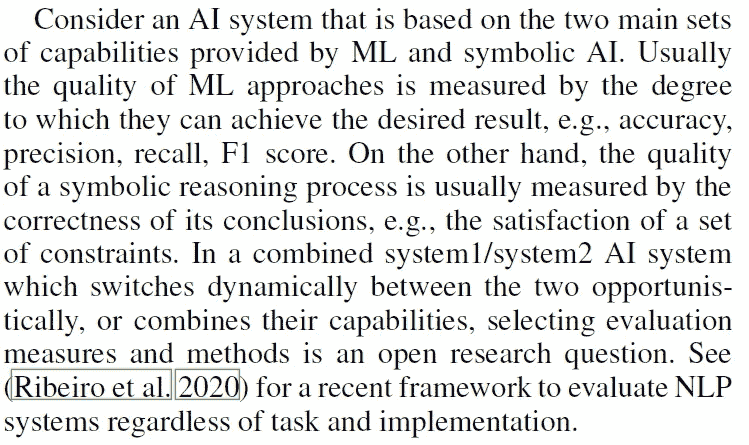 Consider an AI system that is based on the two main sets
of capabilities provided by ML and symbolic AI. Usually
the quality of ML approaches is measured by the degree
to which they can achieve the desired result, e.g., accuracy,
precision, recall, F1 score. On the other hand, the quality
of a symbolic reasoning process is usually measured by the
correctness of its conclusions, e.g., the satisfaction of a set
of constraints. In a combined system1/system2 AI system
which switches dynamically between the two opportunis-
tically, or combines their capabilities, selecting evaluation
measures and methods is an open research question. See
(Ribeiro et al. 2020) for a recent framework to evaluate NLP
systems regardless of task and implementation.